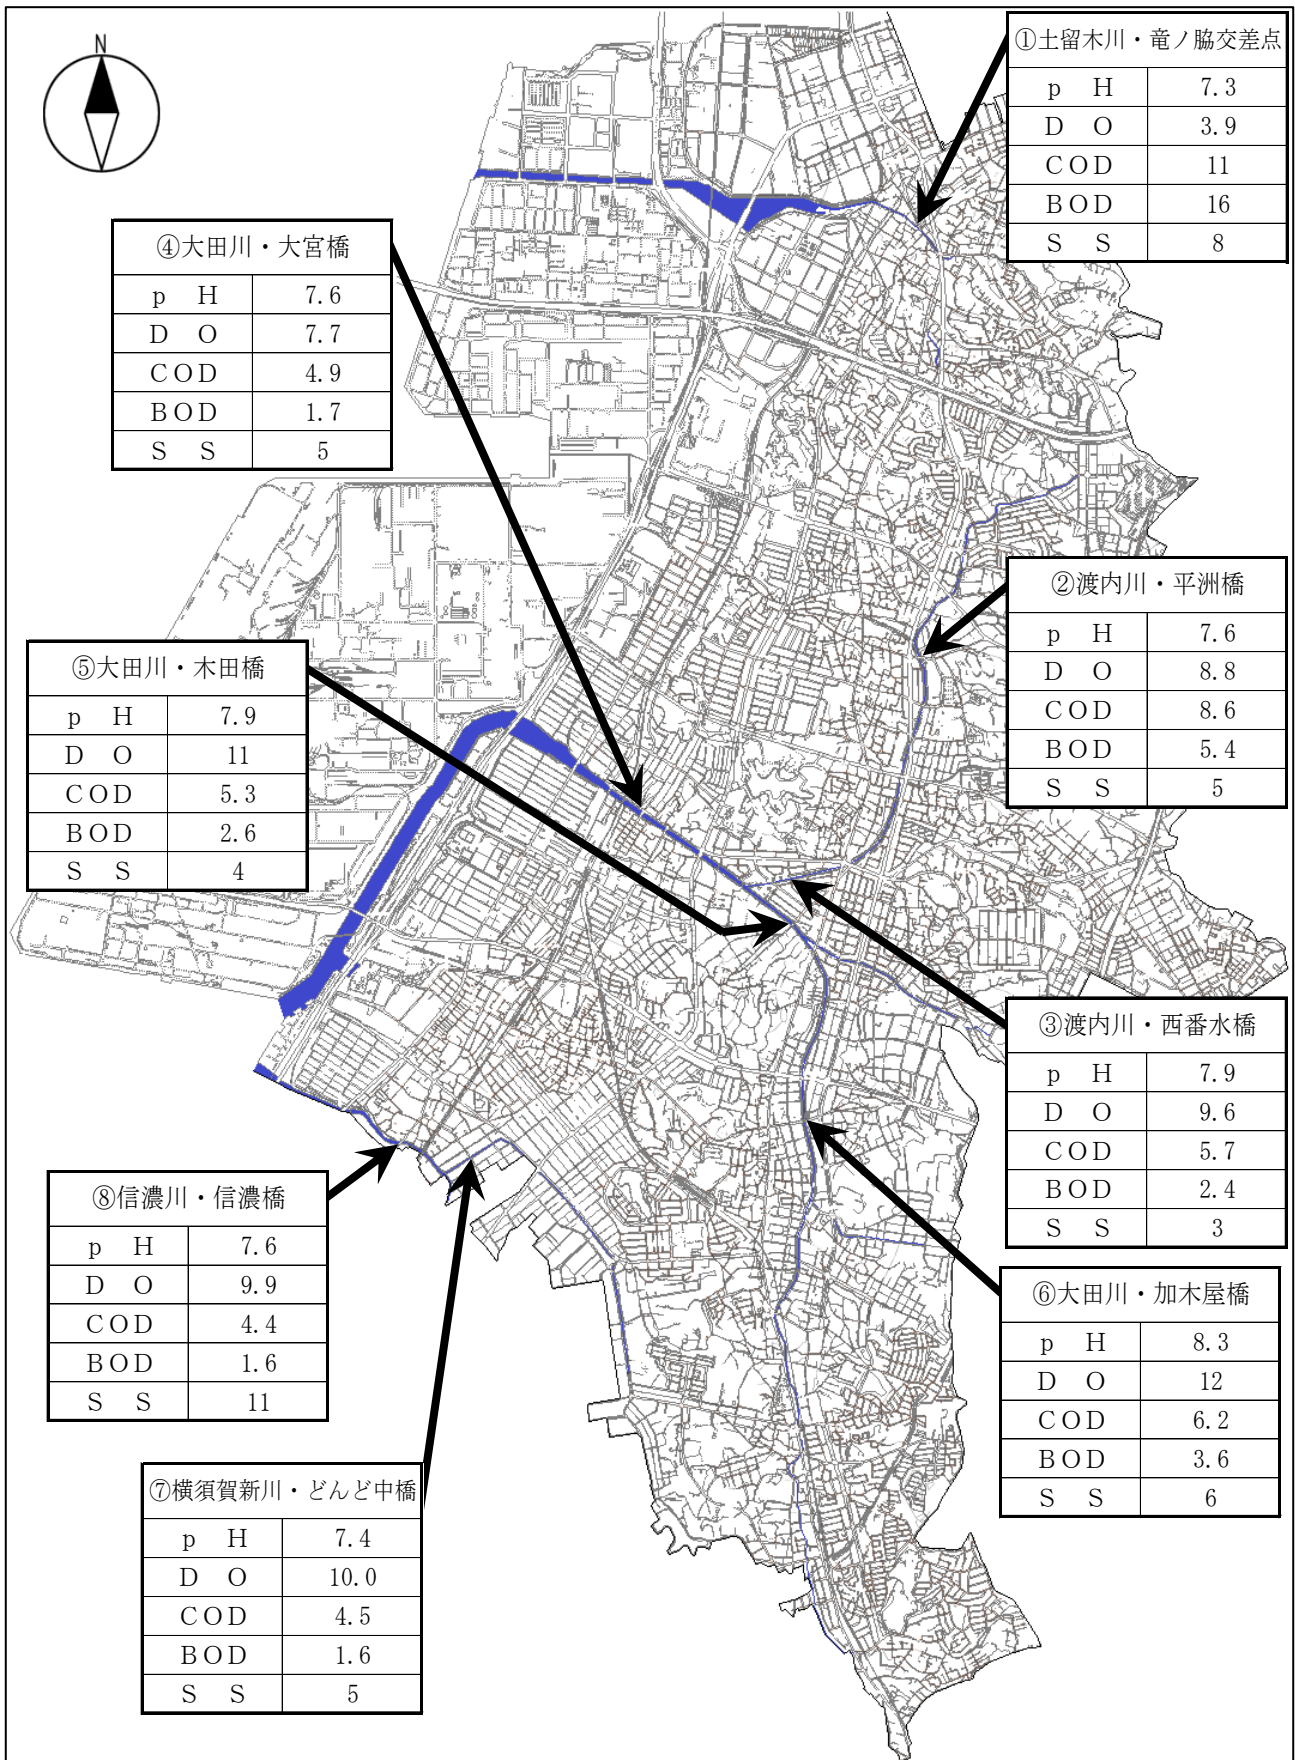 N
①土留木川・竜ノ脇交差点
pH 7.3
DO 3.9
COD 11
BOD 16
SS 8
④大田川・大宮橋
pH 7.6
DO 7.7
COD 4.9
BOD 1.7
SS 5
②渡内川・平洲橋
pH 7.6
DO 8.8
COD 8.6
BOD 5.4
SS 5
⑤大田川・木田橋
pH 7.9
DO 11
COD 5.3
BOD 2.6
SS 4
③渡内川・西番水橋
pH 7.9
DO 9.6
COD 5.7
BOD 2.4
SS 3
⑧信濃川・信濃橋
pH 7.6
DO 9.9
COD 4.4
BOD 1.6
SS 11
⑥大田川・加木屋橋
pH 8.3
DO 12
COD 6.2
BOD 3.6
SS 6
⑦横須賀新川・どんど中橋
pH 7.4
DO 10.0
COD 4.5
BOD 1.6
SS 5